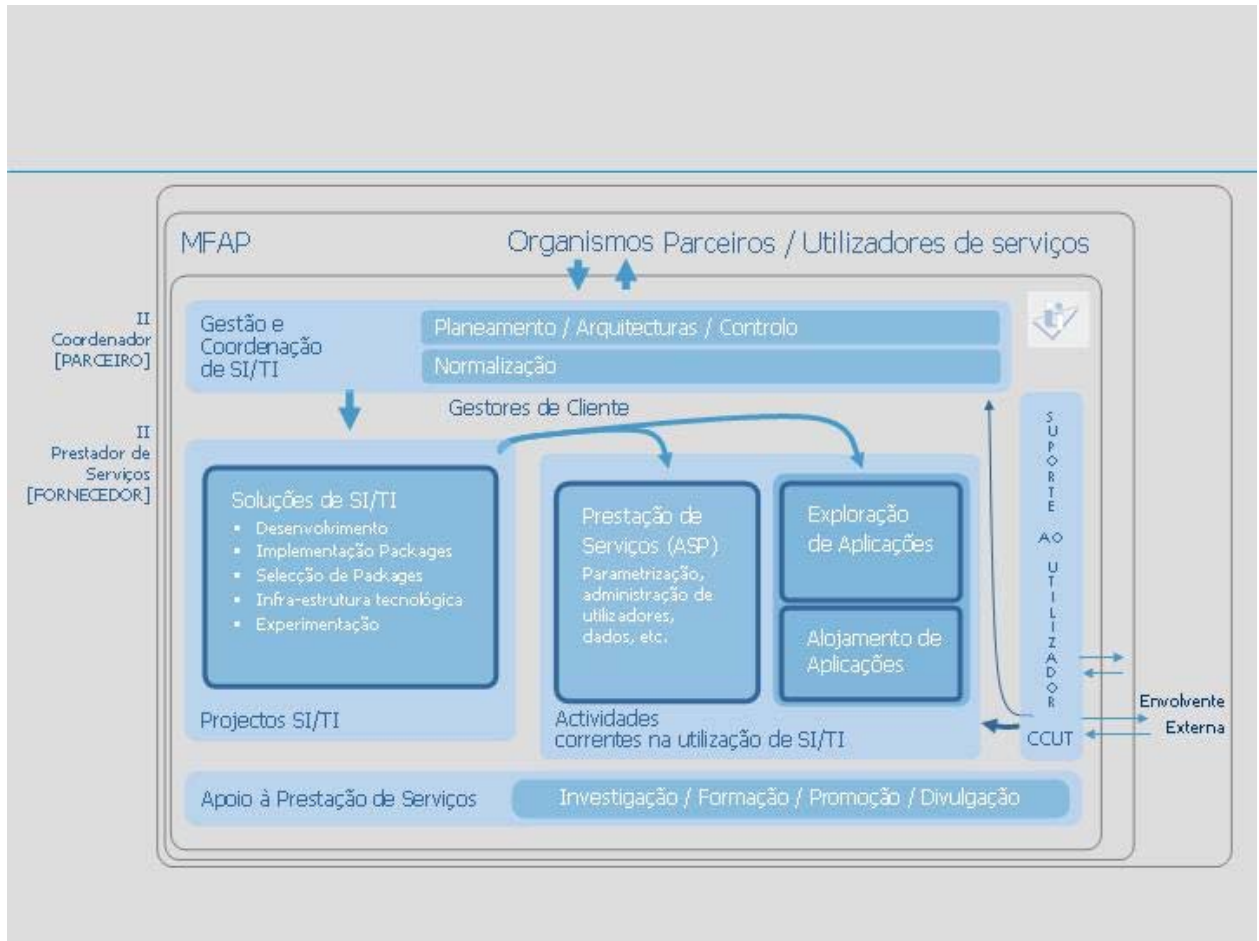 MFAP
Organismos Parceiros / Utilizadores de serviços
II
Coordenador
[PARCEIRO]
Gestão e
Coordenação
de SI/TI
Planeamento / Arquitecturas / Controlo
Normalização
Gestores de Cliente
II
Prestador de
Serviços
[FORNECEDOR]
Soluções de SI/TI
▪ Desenvolvimento
▪ Implementação Packages
▪ Selecção de Packages
▪ Infra-estrutura tecnológica
▪ Experimentação
Projectos SI/TI
Prestação de
Serviços (ASP)
Parametrização,
administração de
utilizadores,
dados, etc.
Exploração
de Aplicações
Alojamento de
Aplicações
Actividades
correntes na utilização de SI/TI
SUPORTE AO UTILIZADOR
CCUT
Envolvente
Externa
Apoio à Prestação de Serviços
Investigação / Formação / Promoção / Divulgação